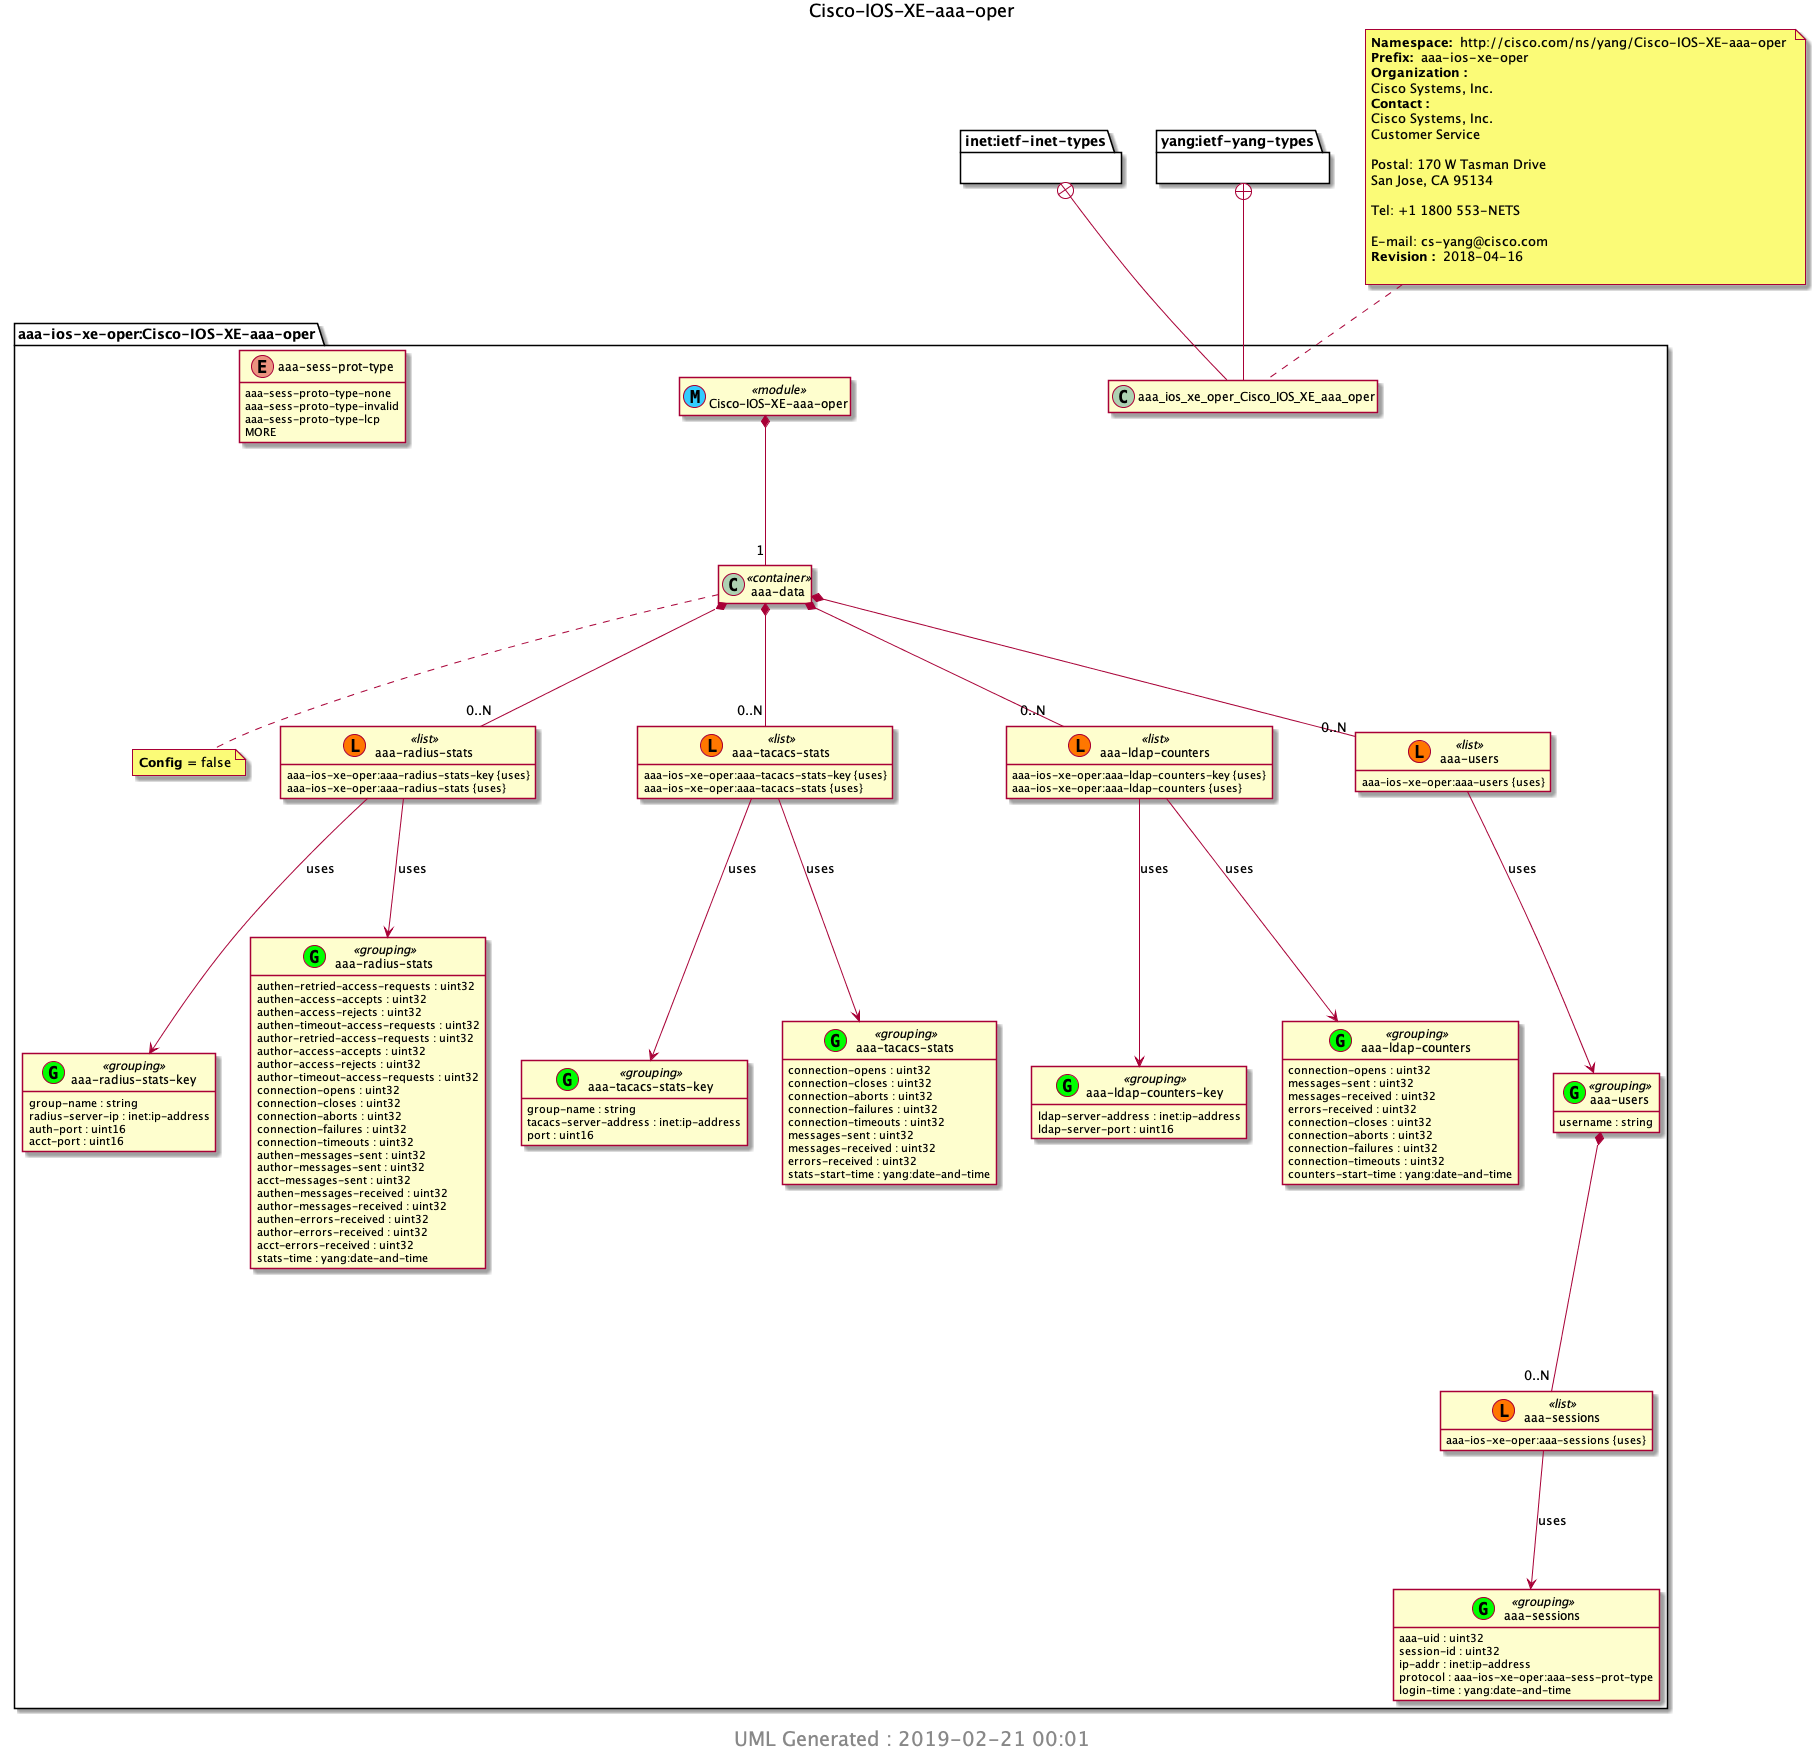 Cisco-IOS-XE-aaa-oper
Namespace: http://cisco.com/ns/yang/Cisco-IOS-XE-aaa-oper
Prefix: aaa-ios-xe-oper
Organization :
Cisco Systems, Inc.
Contact :
Cisco Systems, Inc.
Customer Service
Postal: 170 W Tasman Drive
San Jose, CA 95134
Tel: +1 1800 553-NETS
E-mail: cs-yang@cisco.com
Revision : 2018-04-16
inet:ietf-inet-types
yang:ietf-yang-types
aaa-ios-xe-oper:Cisco-IOS-XE-aaa-oper
E aaa-sess-prot-type
aaa-sess-proto-type-none
aaa-sess-proto-type-invalid
aaa-sess-proto-type-lcp
MORE
M «module»
Cisco-IOS-XE-aaa-oper
C aaa_ios_xe_oper_Cisco_IOS_XE_aaa_oper
1
C «container»
aaa-data
0..N
0..N
0..N
0..N
Config = false
L «list»
aaa-radius-stats
aaa-ios-xe-oper:aaa-radius-stats-key {uses}
aaa-ios-xe-oper:aaa-radius-stats {uses}
L «list»
aaa-tacacs-stats
aaa-ios-xe-oper:aaa-tacacs-stats-key {uses}
aaa-ios-xe-oper:aaa-tacacs-stats {uses}
L «list»
aaa-ldap-counters
aaa-ios-xe-oper:aaa-ldap-counters-key {uses}
aaa-ios-xe-oper:aaa-ldap-counters {uses}
L «list»
aaa-users
aaa-ios-xe-oper:aaa-users {uses}
uses
uses
uses
uses
uses
uses
uses
G «grouping»
aaa-radius-stats-key
group-name : string
radius-server-ip : inet:ip-address
auth-port : uint16
acct-port : uint16
G «grouping»
aaa-radius-stats
authen-retried-access-requests : uint32
authen-access-accepts : uint32
authen-access-rejects : uint32
authen-timeout-access-requests : uint32
author-retried-access-requests : uint32
author-access-accepts : uint32
author-access-rejects : uint32
author-timeout-access-requests : uint32
connection-opens : uint32
connection-closes : uint32
connection-aborts : uint32
connection-failures : uint32
connection-timeouts : uint32
authen-messages-sent : uint32
author-messages-sent : uint32
acct-messages-sent : uint32
authen-messages-received : uint32
author-messages-received : uint32
authen-errors-received : uint32
author-errors-received : uint32
acct-errors-received : uint32
stats-time : yang:date-and-time
G «grouping»
aaa-tacacs-stats-key
group-name : string
tacacs-server-address : inet:ip-address
port : uint16
G «grouping»
aaa-tacacs-stats
connection-opens : uint32
connection-closes : uint32
connection-aborts : uint32
connection-failures : uint32
connection-timeouts : uint32
messages-sent : uint32
messages-received : uint32
errors-received : uint32
stats-start-time : yang:date-and-time
G «grouping»
aaa-ldap-counters-key
ldap-server-address : inet:ip-address
ldap-server-port : uint16
G «grouping»
aaa-ldap-counters
connection-opens : uint32
messages-sent : uint32
messages-received : uint32
errors-received : uint32
connection-closes : uint32
connection-aborts : uint32
connection-failures : uint32
connection-timeouts : uint32
counters-start-time : yang:date-and-time
G «grouping»
aaa-users
username : string
0..N
L «list»
aaa-sessions
aaa-ios-xe-oper:aaa-sessions {uses}
uses
G «grouping»
aaa-sessions
aaa-uid : uint32
session-id : uint32
ip-addr : inet:ip-address
protocol : aaa-ios-xe-oper:aaa-sess-prot-type
login-time : yang:date-and-time
UML Generated : 2019-02-21 00:01